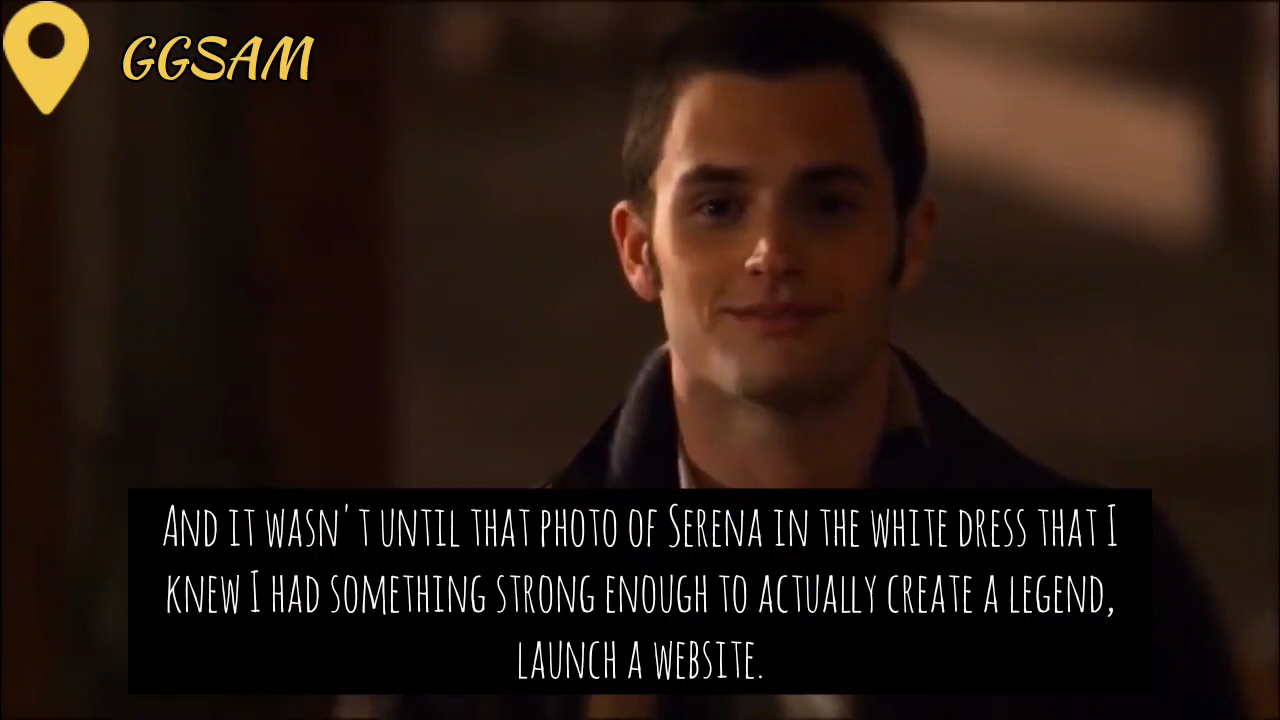 GGSAM
And it wasn't until that photo of Serena in the white dress that I
knew I had something strong enough to actually create a legend,
launch a website.